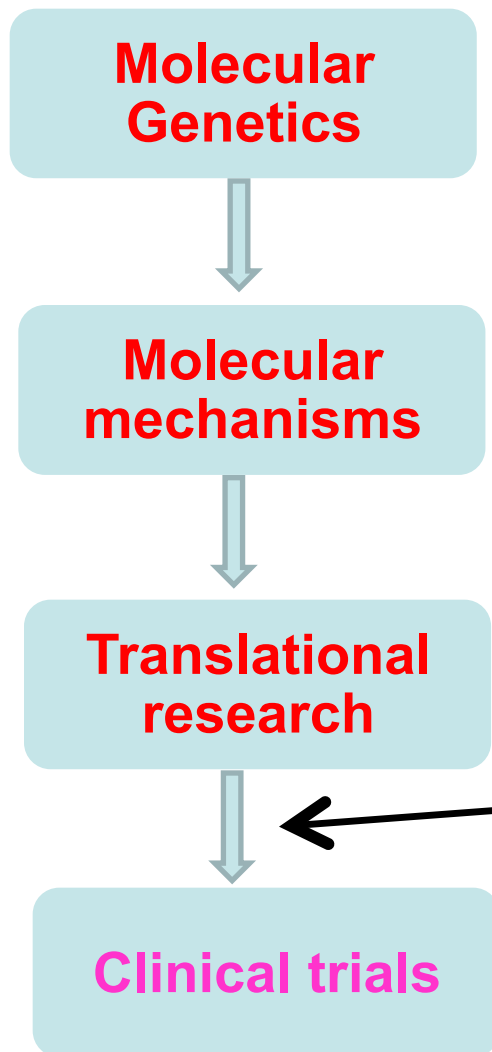 Molecular
Genetics
Molecular
mechanisms
Translational
research
Clinical trials